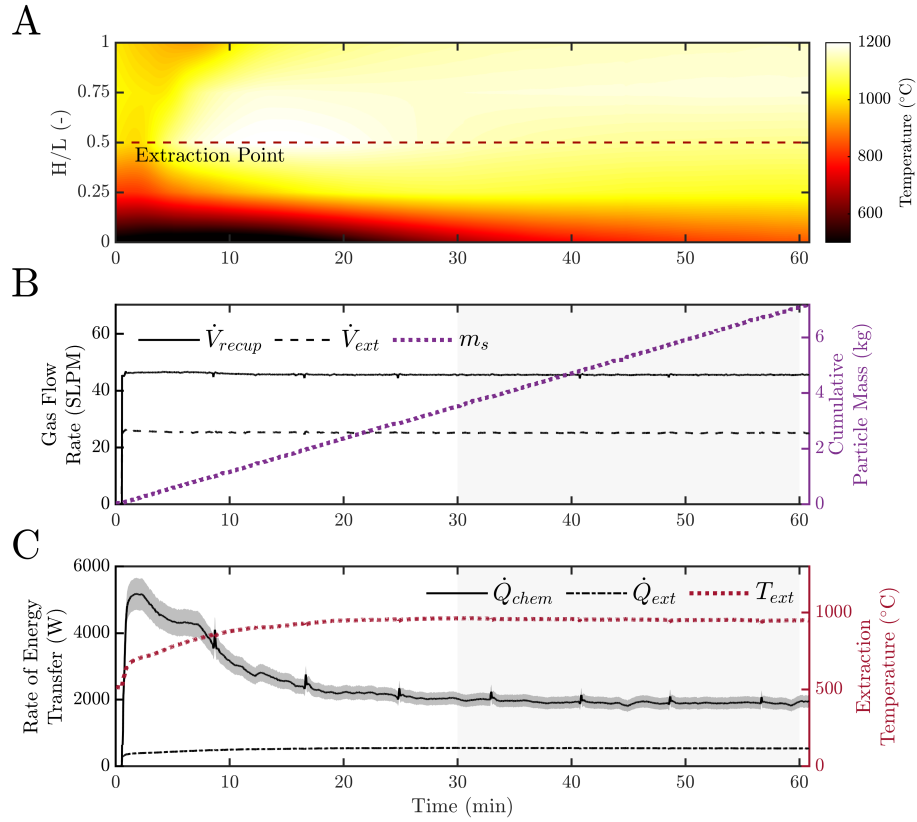 A
1
0.75
0.5
0.25
0
H/L (-)
Extraction Point
0 10 20 30 40 50 60
1200
1000
800
600
Temperature (°C)
B
60
40
20
0
Gas Flow
Rate (SLPM)
V̇recup V̇ext ms
6
4
2
0
Cumulative
Particle Mass (kg)
0 10 20 30 40 50 60
C
6000
4000
2000
0
Rate of Energy
Transfer (W)
Q̇chem Q̇ext Text
1000
500
0
Extraction
Temperature (°C)
0 10 20 30 40 50 60
Time (min)